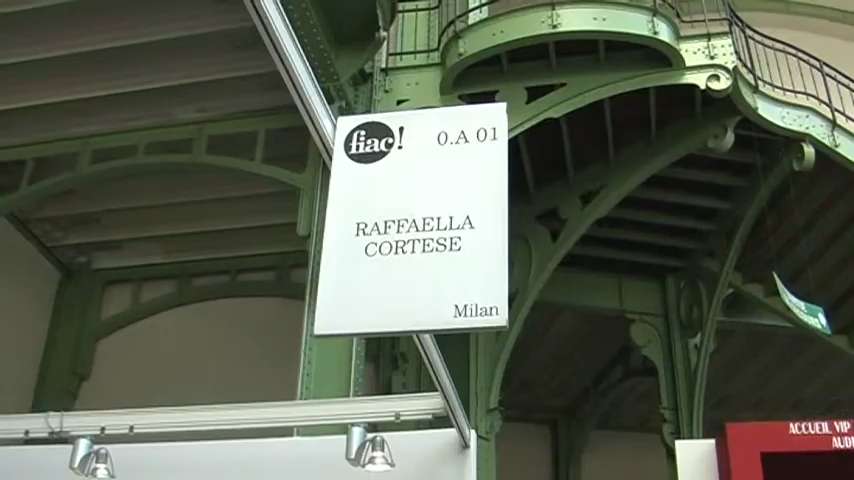 fiac! 0.A 01
RAFFAELLA
CORTESE
Milan
ACCUEIL VIP